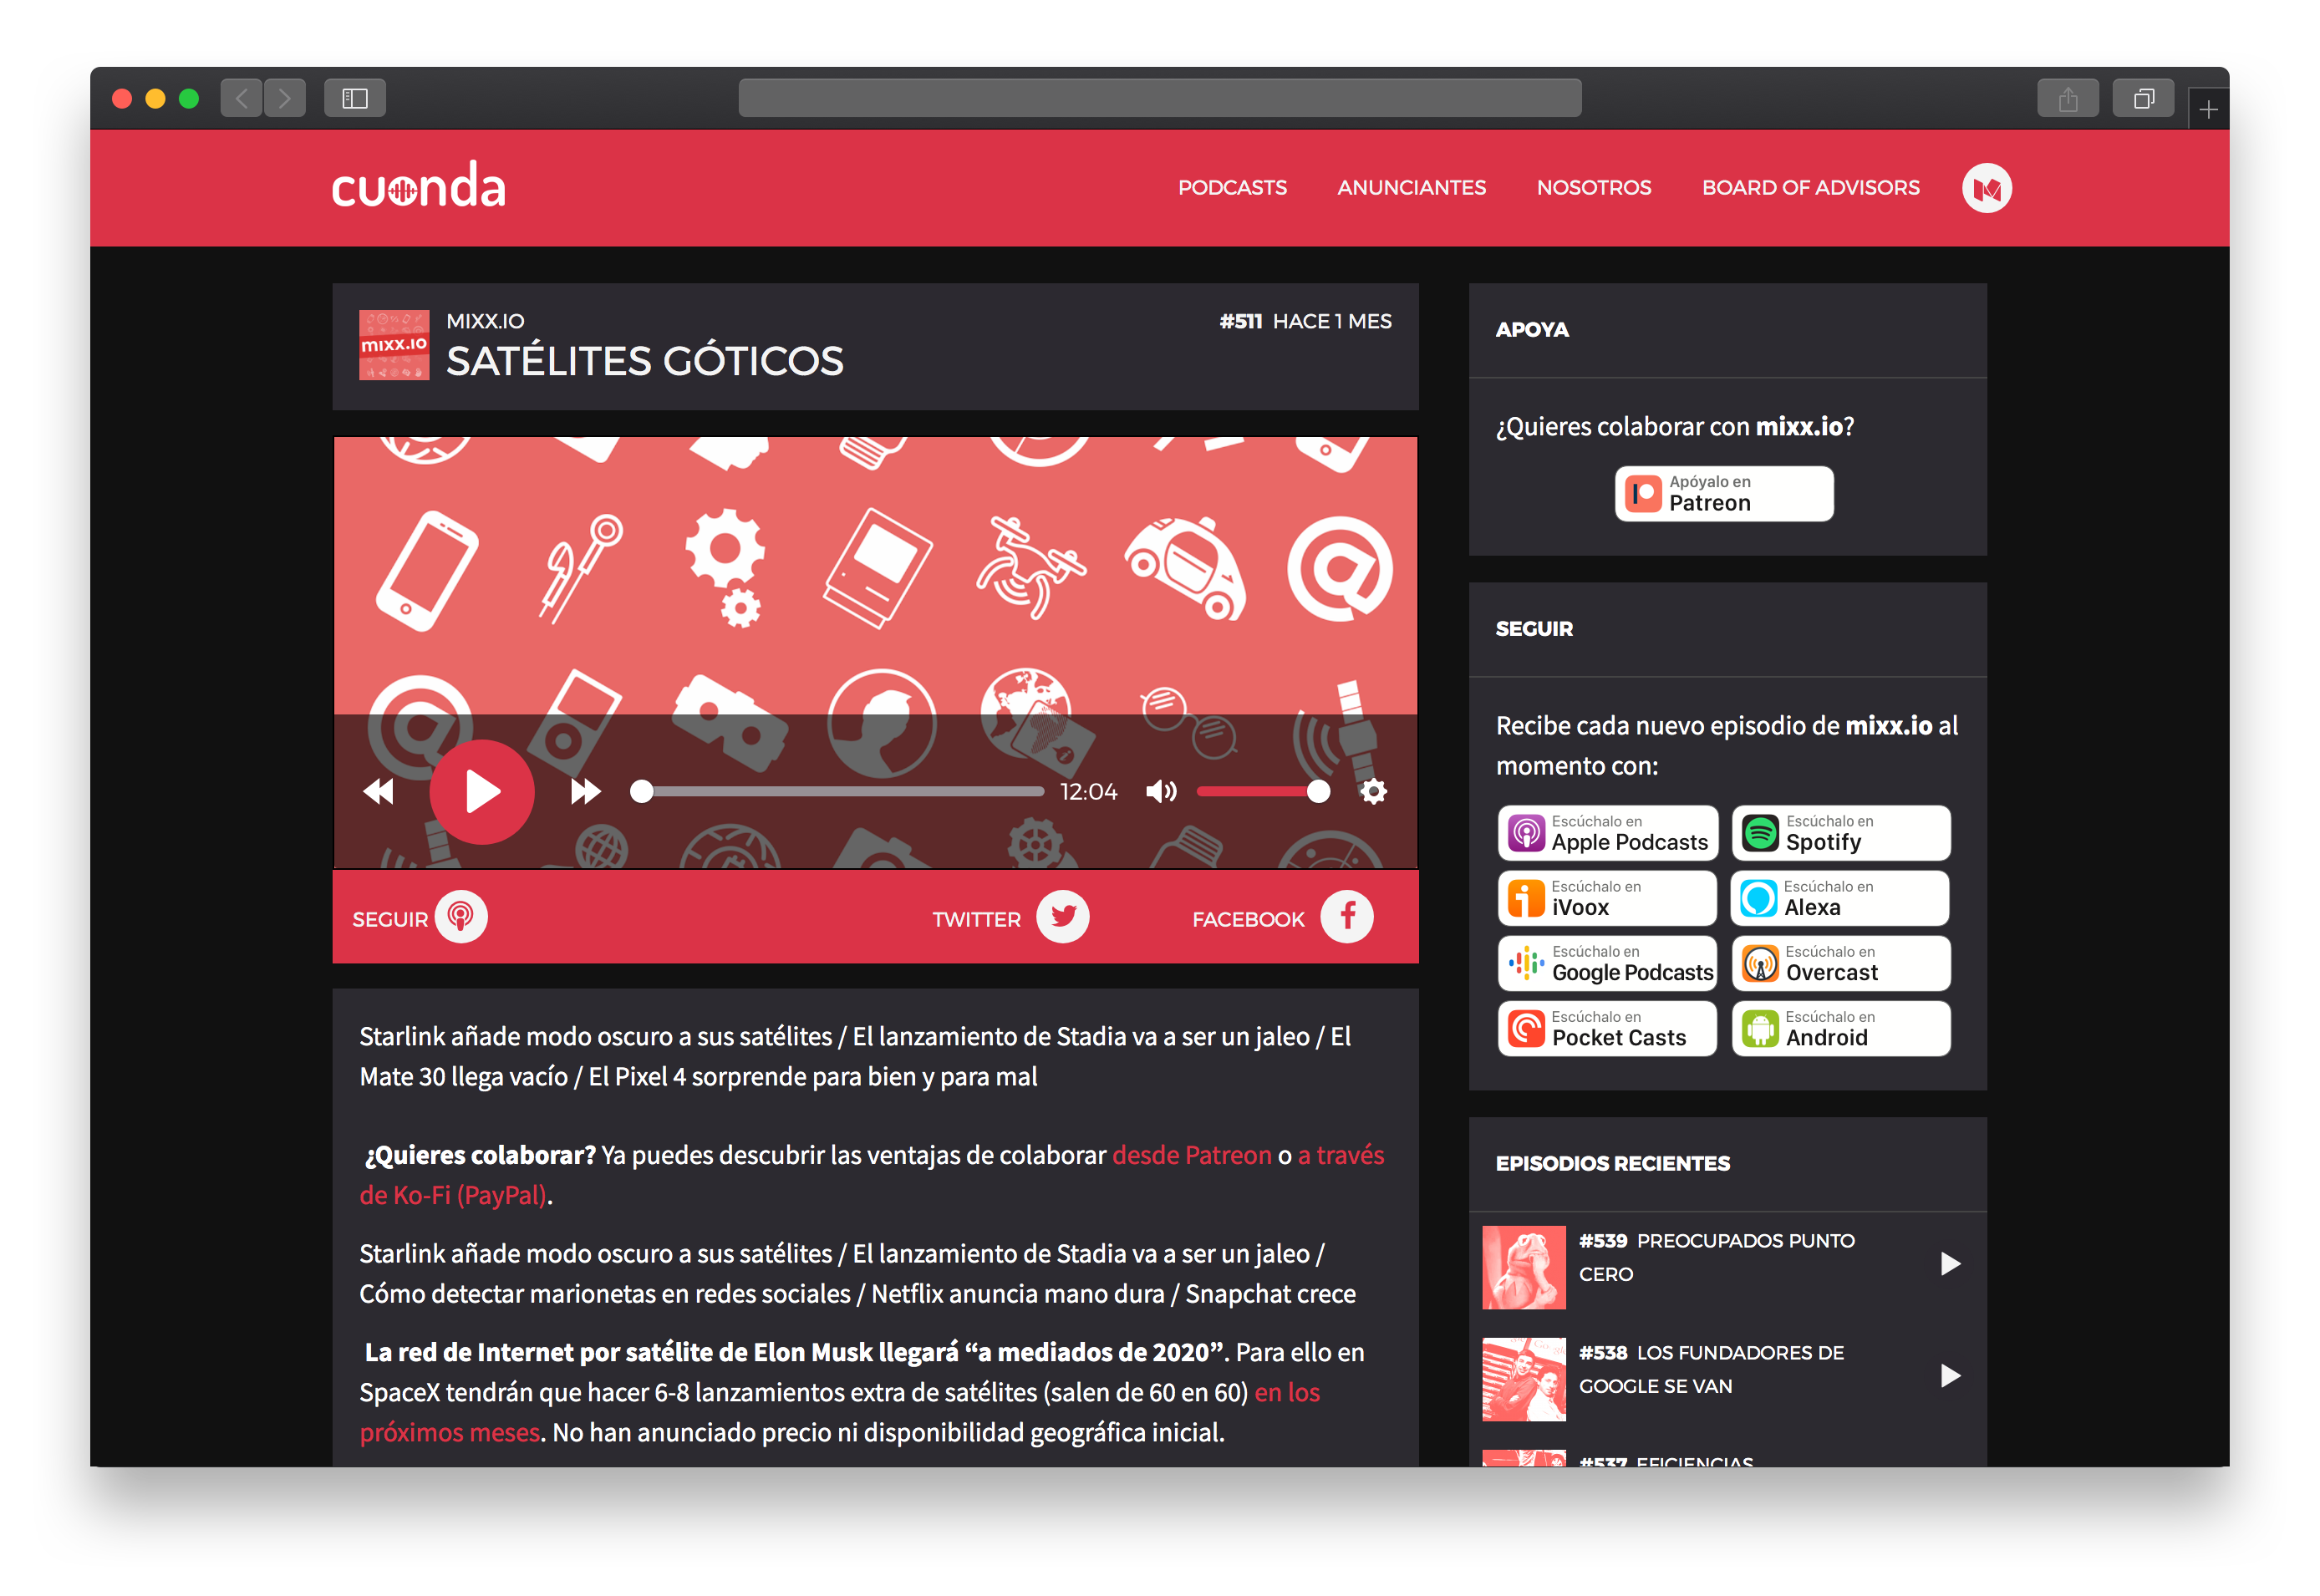 cuonda
PODCASTS
ANUNCIANTES
NOSOTROS
BOARD OF ADVISORS
mixx.io
MIXX.IO
#511 HACE 1 MES
SATÉLITES GÓTICOS
12:04
SEGUIR
TWITTER
FACEBOOK
Starlink añade modo oscuro a sus satélites / El lanzamiento de Stadia va a ser un jaleo / El
Mate 30 llega vacío / El Pixel 4 sorprende para bien y para mal
¿Quieres colaborar? Ya puedes descubrir las ventajas de colaborar desde Patreon o a través
de Ko-Fi (PayPal).
Starlink añade modo oscuro a sus satélites / El lanzamiento de Stadia va a ser un jaleo /
Cómo detectar marionetas en redes sociales / Netflix anuncia mano dura / Snapchat crece
La red de Internet por satélite de Elon Musk llegará “a mediados de 2020”. Para ello en
SpaceX tendrán que hacer 6-8 lanzamientos extra de satélites (salen de 60 en 60) en los
próximos meses. No han anunciado precio ni disponibilidad geográfica inicial.
APOYA
¿Quieres colaborar con mixx.io?
Apóyalo en
Patreon
SEGUIR
Recibe cada nuevo episodio de mixx.io al
momento con:
Escúchalo en
Apple Podcasts
Escúchalo en
Spotify
Escúchalo en
iVoox
Escúchalo en
Alexa
Escúchalo en
Google Podcasts
Escúchalo en
Overcast
Escúchalo en
Pocket Casts
Escúchalo en
Android
EPISODIOS RECIENTES
#539 PREOCUPADOS PUNTO
CERO
#538 LOS FUNDADORES DE
GOOGLE SE VAN
#537 EFICIENCIAS